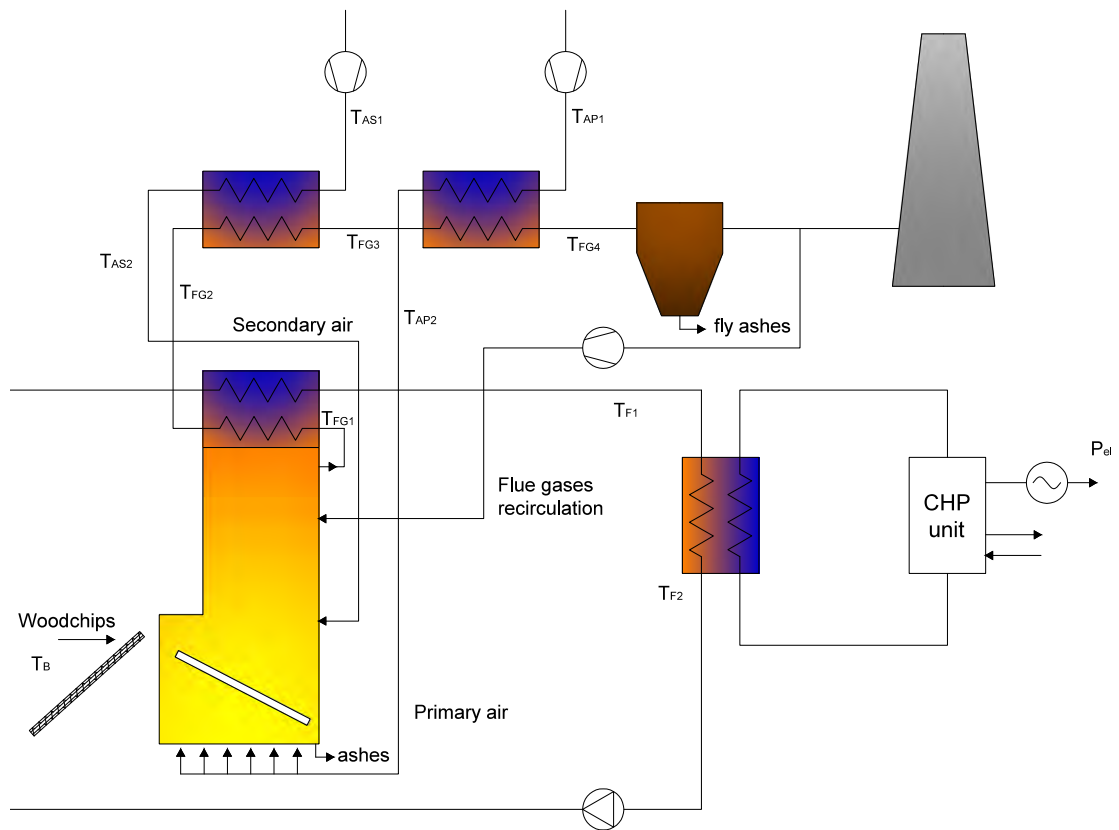 TAS1
TAP1
TAS2
TFG2
TFG3
TFG4
TAP2
Secondary air
fly ashes
TFG1
TF1
Pel
Flue gases
recirculation
CHP
unit
TF2
Woodchips
TB
Primary air
ashes